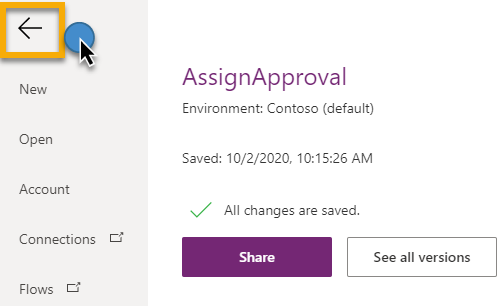 New
Open
Account
Connections
Flows
AssignApproval
Environment: Contoso (default)
Saved: 10/2/2020, 10:15:26 AM
All changes are saved.
Share
See all versions